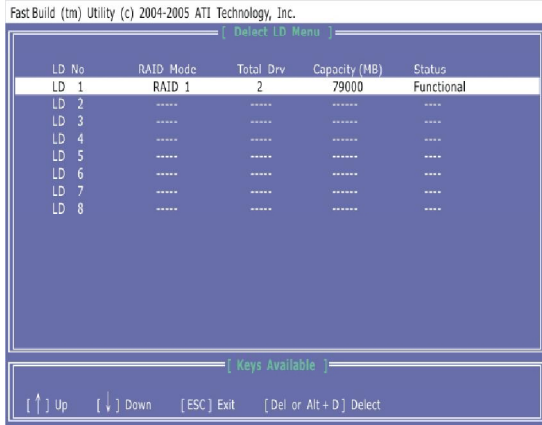 Fast Build (tm) Utility (c) 2004-2005 ATI Technology, Inc.
[ Delect LD Menu ]
LD No RAID Mode Total Drv Capacity (MB) Status
LD 1 RAID 1 2 79000 Functional
LD 2 ----- ----- ------ ----
LD 3 ----- ----- ------ ----
LD 4 ----- ----- ------ ----
LD 5 ----- ----- ------ ----
LD 6 ----- ----- ------ ----
LD 7 ----- ----- ------ ----
LD 8 ----- ----- ------ ----
[ Keys Available ]
[ ↑ ] Up [ ↓ ] Down [ESC] Exit [Del or Alt + D] Delect